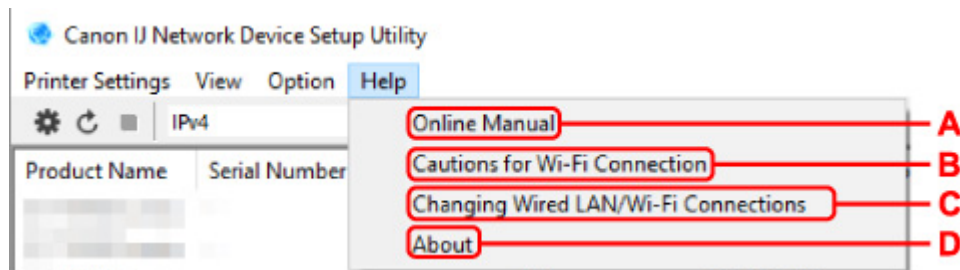 Canon IJ Network Device Setup Utility
Printer Settings View Option Help
IPv4 Online Manual A
Cautions for Wi-Fi Connection B
Product Name Serial Number
Changing Wired LAN/Wi-Fi Connections C
About D